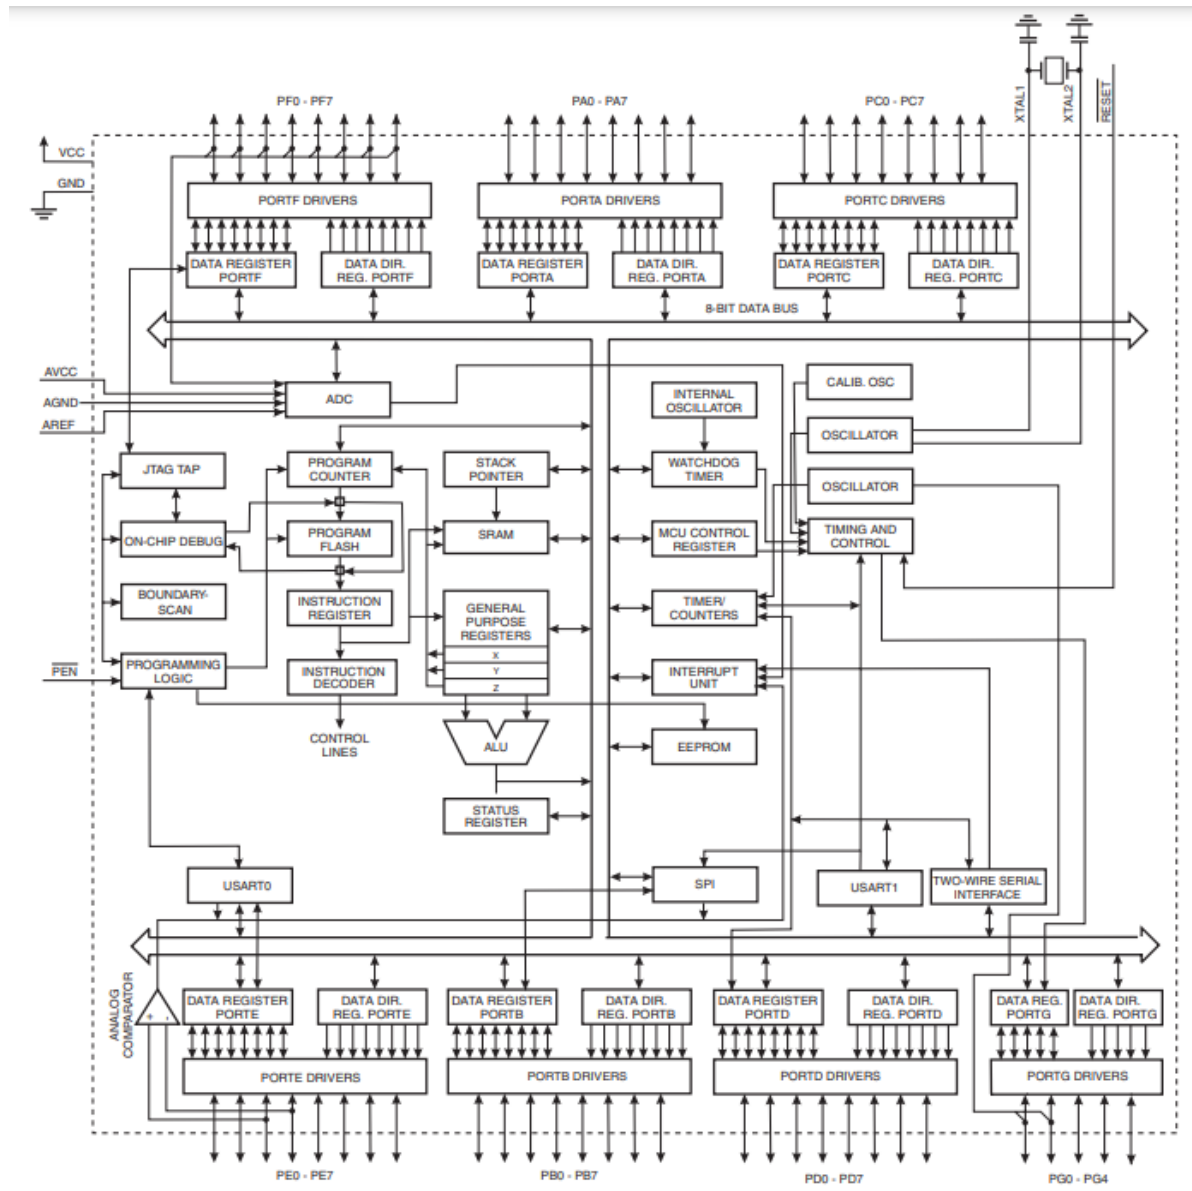 XTAL1
XTAL2
RESET
PF0 - PF7
PA0 - PA7
PC0 - PC7
VCC
GND
PORTF DRIVERS
PORTA DRIVERS
PORTC DRIVERS
DATA REGISTER
PORTF
DATA DIR.
REG. PORTF
DATA REGISTER
PORTA
DATA DIR.
REG. PORTA
DATA REGISTER
PORTC
DATA DIR.
REG. PORTC
8-BIT DATA BUS
AVCC
AGND
AREF
ADC
INTERNAL
OSCILLATOR
CALIB. OSC
OSCILLATOR
JTAG TAP
PROGRAM
COUNTER
STACK
POINTER
WATCHDOG
TIMER
OSCILLATOR
ON-CHIP DEBUG
PROGRAM
FLASH
SRAM
MCU CONTROL
REGISTER
TIMING AND
CONTROL
BOUNDARY-
SCAN
INSTRUCTION
REGISTER
GENERAL
PURPOSE
REGISTERS
X
Y
Z
TIMER/
COUNTERS
PEN
PROGRAMMING
LOGIC
INSTRUCTION
DECODER
INTERRUPT
UNIT
CONTROL
LINES
ALU
EEPROM
STATUS
REGISTER
USART0
SPI
USART1
TWO-WIRE SERIAL
INTERFACE
ANALOG
COMPARATOR
+ -
DATA REGISTER
PORTE
DATA DIR.
REG. PORTE
DATA REGISTER
PORTB
DATA DIR.
REG. PORTB
DATA REGISTER
PORTD
DATA DIR.
REG. PORTD
DATA REG.
PORTG
DATA DIR.
REG. PORTG
PORTE DRIVERS
PORTB DRIVERS
PORTD DRIVERS
PORTG DRIVERS
PE0 - PE7
PB0 - PB7
PD0 - PD7
PG0 - PG4